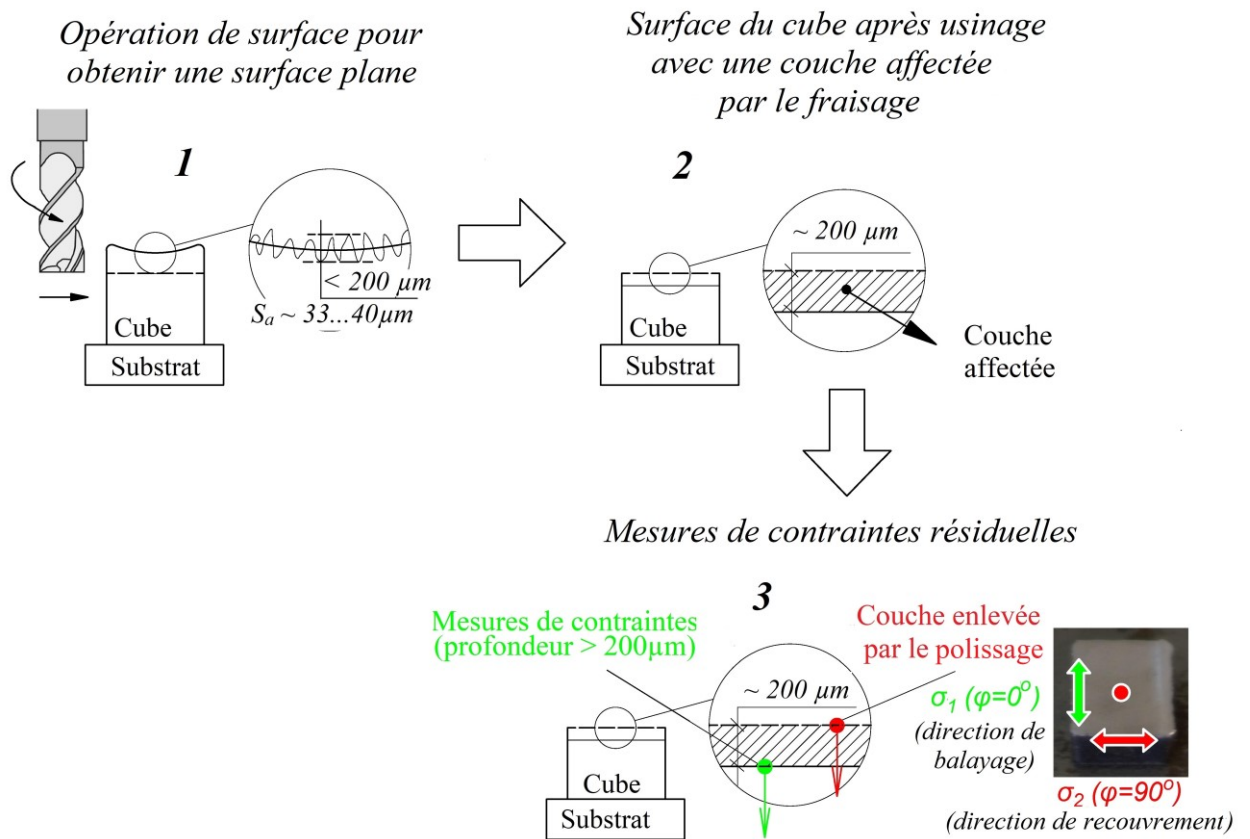 Opération de surface pour
obtenir une surface plane
1
< 200 µm
Sₐ ~ 33...40µm
Cube
Substrat
Surface du cube après usinage
avec une couche affectée
par le fraisage
2
~ 200 µm
Cube
Substrat
Couche
affectée
Mesures de contraintes résiduelles
3
Mesures de contraintes
(profondeur > 200µm)
Couche enlevée
par le polissage
~ 200 µm
Cube
Substrat
σ₁ (φ=0°)
(direction de
balayage)
σ₂ (φ=90°)
(direction de recouvrement)